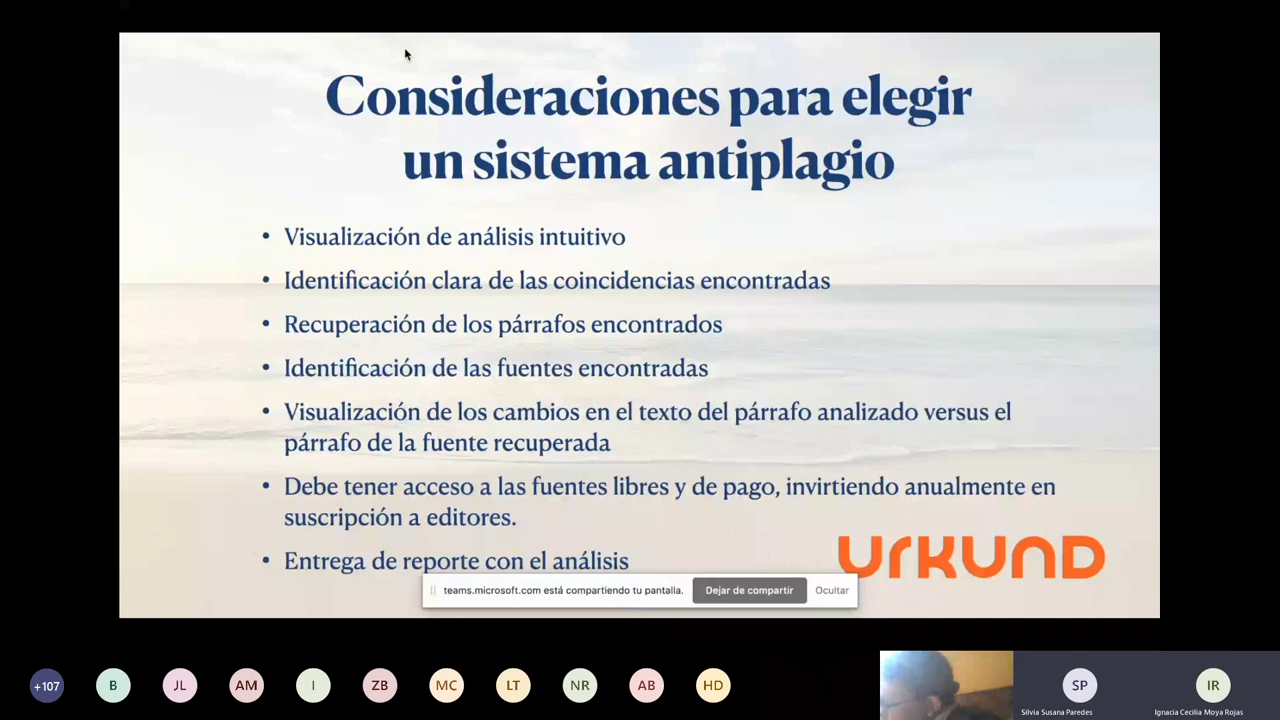 Consideraciones para elegir
un sistema antiplagio
• Visualización de análisis intuitivo
• Identificación clara de las coincidencias encontradas
• Recuperación de los párrafos encontrados
• Identificación de las fuentes encontradas
• Visualización de los cambios en el texto del párrafo analizado versus el
párrafo de la fuente recuperada
• Debe tener acceso a las fuentes libres y de pago, invirtiendo anualmente en
suscripción a editores.
• Entrega de reporte con el análisis
URKUND
teams.microsoft.com está compartiendo tu pantalla. Dejar de compartir Ocultar
+107 B JL AM I ZB MC LT NR AB HD SP IR
Silvia Susana Paredes Ignacia Cecilia Moya Rojas